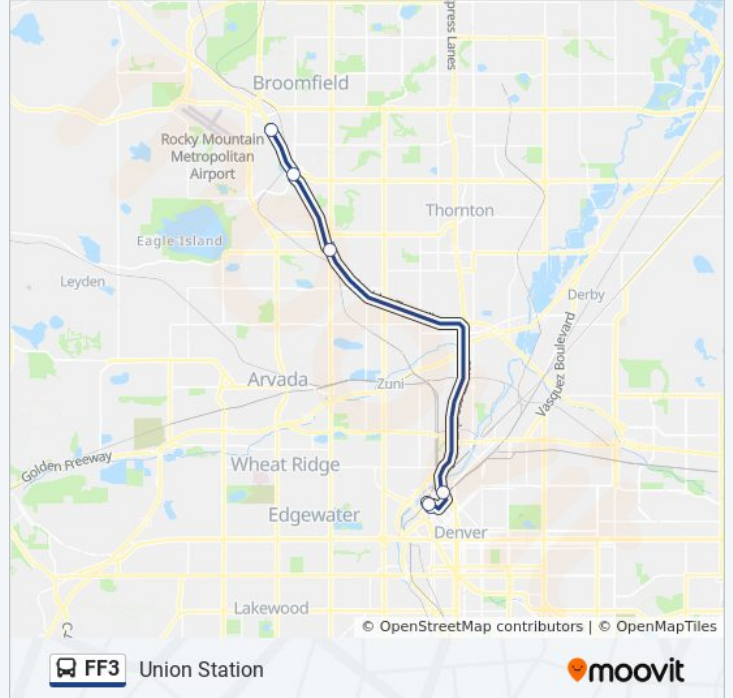 press Lanes
Broomfield
Rocky Mountain
Metropolitan
Airport
Thornton
Eagle Island
Leyden
Derby
Vasquez Boulevard
Arvada
Zuni
Golden Freeway
Wheat Ridge
Edgewater
Denver
Lakewood
© OpenStreetMap contributors | © OpenMapTiles
FF3 Union Station moovit